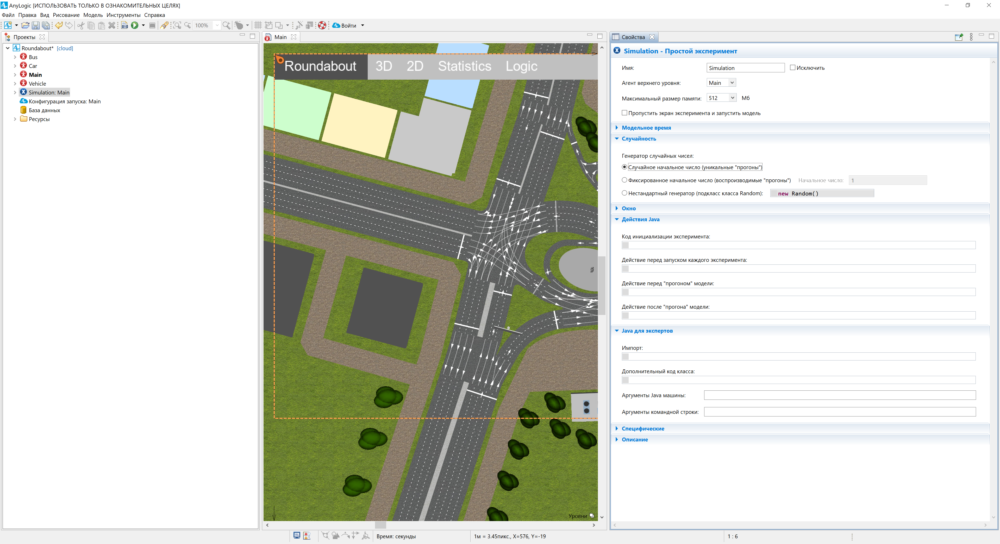 AnyLogic [ИСПОЛЬЗОВАТЬ ТОЛЬКО В ОЗНАКОМИТЕЛЬНЫХ ЦЕЛЯХ]
Файл Правка Вид Рисование Модель Инструменты Справка
100% Войти
Проекты
Roundabout* [cloud]
Bus
Car
Main
Vehicle
Simulation: Main
Конфигурация запуска: Main
База данных
Ресурсы
Main
Roundabout 3D 2D Statistics Logic
Уровни
Свойства
Simulation - Простой эксперимент
Имя: Simulation Исключить
Агент верхнего уровня: Main
Максимальный размер памяти: 512 Мб
Пропустить экран эксперимента и запустить модель
Модельное время
Случайность
Генератор случайных чисел:
Случайное начальное число (уникальные "прогоны")
Фиксированное начальное число (воспроизводимые "прогоны") Начальное число: 1
Нестандартный генератор (подкласс класса Random): new Random()
Окно
Действия Java
Код инициализации эксперимента:
Действие перед запуском каждого эксперимента:
Действие перед "прогоном" модели:
Действие после "прогона" модели:
Java для экспертов
Импорт:
Дополнительный код класса:
Аргументы Java машины:
Аргументы командной строки:
Специфические
Описание
Время: секунды 1м = 3.45пикс., X=576, Y=-19 1 : 6